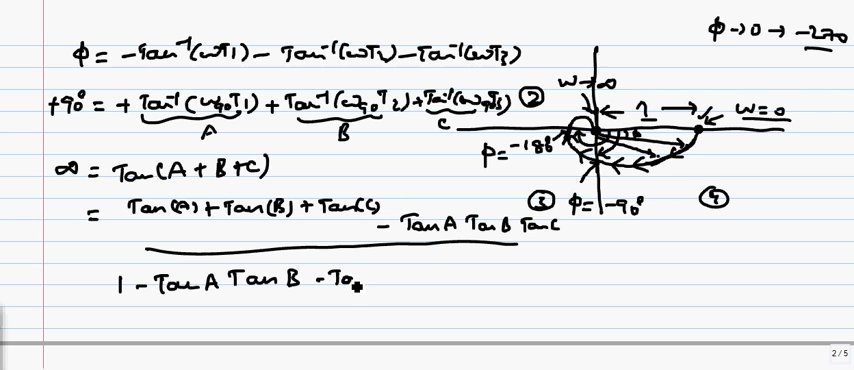 ϕ → 0 → -270
ϕ = -Tan⁻¹(ωT1) - Tan⁻¹(ωT2) - Tan⁻¹(ωT3)
+90° = + Tan⁻¹(ω90T1) + Tan⁻¹(ω90T2) + Tan⁻¹(ω90T3)
A B C
∞ = Tan(A + B + C)
= Tan(A) + Tan(B) + Tan(C) - TanA TanB TanC
1 - TanA TanB - Ta
②
ω → ∞
1
ω = 0
ϕ = -180
③
ϕ = -90°
④
2 / 5